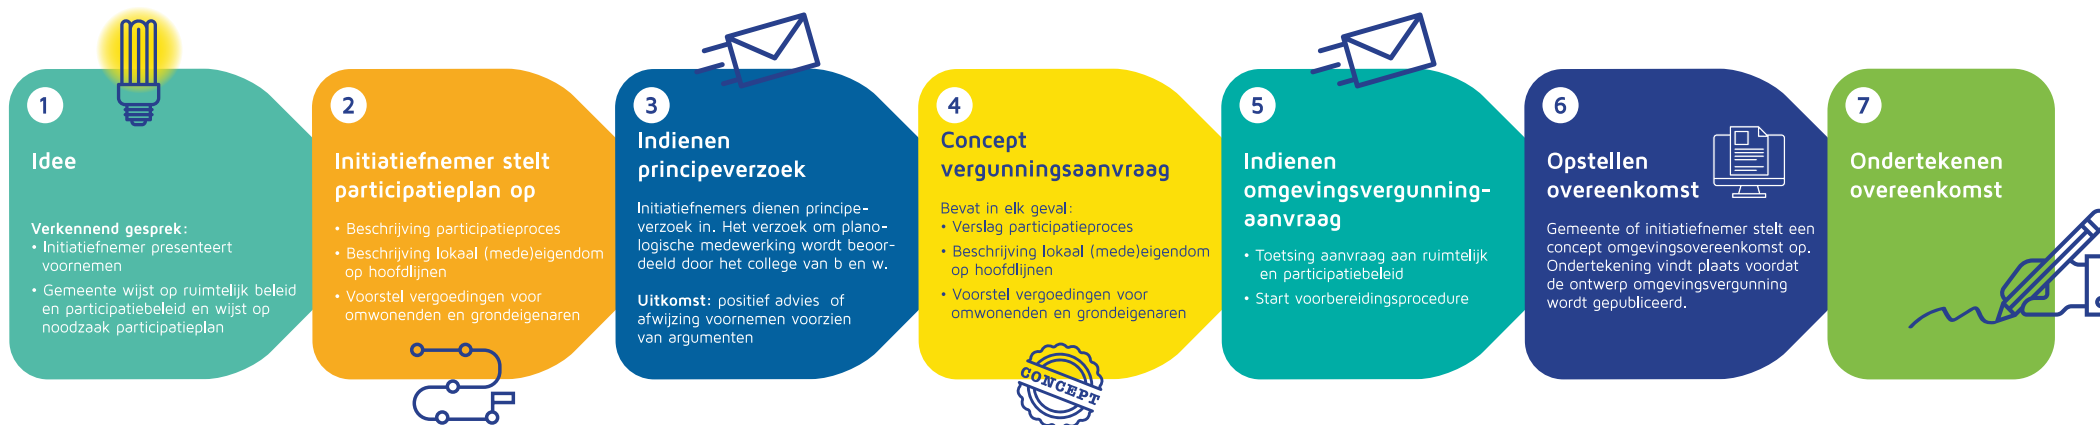 1
Idee
Verkennend gesprek:
• Initiatiefnemer presenteert
voornemen
• Gemeente wijst op ruimtelijk beleid
en participatiebeleid en wijst op
noodzaak participatieplan
2
Initiatiefnemer stelt
participatieplan op
• Beschrijving participatieproces
• Beschrijving lokaal (mede)eigendom
op hoofdlijnen
• Voorstel vergoedingen voor
omwonenden en grondeigenaren
3
Indienen
principeverzoek
Initiatiefnemers dienen principe-
verzoek in. Het verzoek om plano-
logische medewerking wordt beoor-
deeld door het college van b en w.
Uitkomst: positief advies of
afwijzing voornemen voorzien
van argumenten
4
Concept
vergunningsaanvraag
Bevat in elk geval:
• Verslag participatieproces
• Beschrijving lokaal (mede)eigendom
op hoofdlijnen
• Voorstel vergoedingen voor
omwonenden en grondeigenaren
CONCEPT
5
Indienen
omgevingsvergunning-
aanvraag
• Toetsing aanvraag aan ruimtelijk
en participatiebeleid
• Start voorbereidingsprocedure
6
Opstellen
overeenkomst
Gemeente of initiatiefnemer stelt een
concept omgevingsovereenkomst op.
Ondertekening vindt plaats voordat
de ontwerp omgevingsvergunning
wordt gepubliceerd.
7
Ondertekenen
overeenkomst